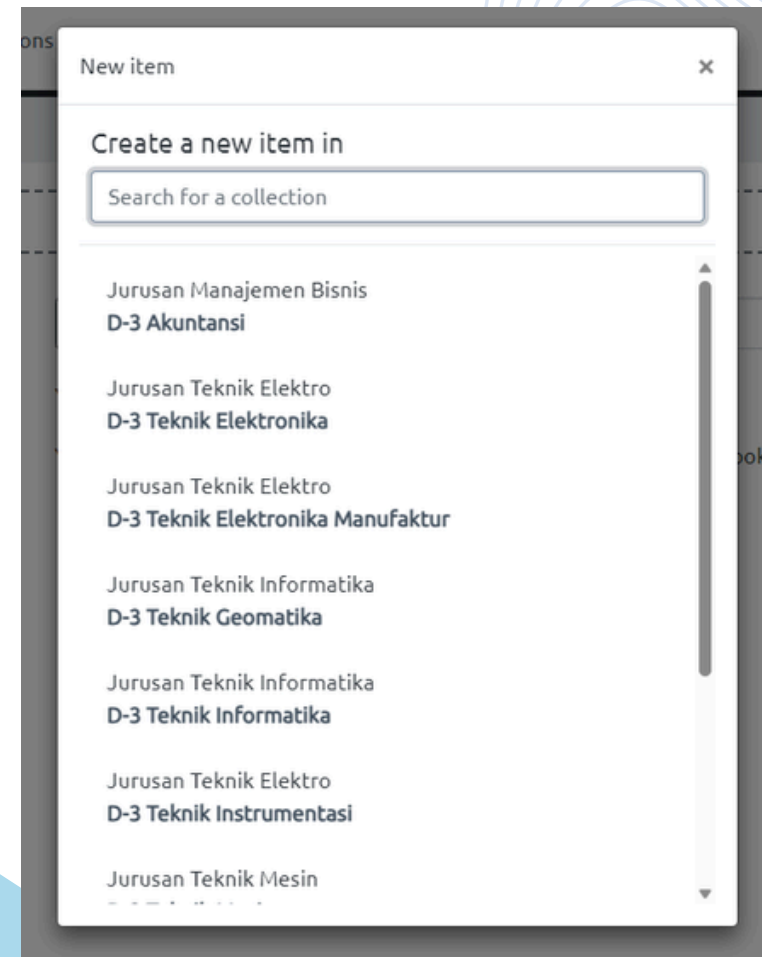 ons
New item ×
Create a new item in
Search for a collection
Jurusan Manajemen Bisnis
D-3 Akuntansi
Jurusan Teknik Elektro
D-3 Teknik Elektronika
Jurusan Teknik Elektro
D-3 Teknik Elektronika Manufaktur
Jurusan Teknik Informatika
D-3 Teknik Geomatika
Jurusan Teknik Informatika
D-3 Teknik Informatika
Jurusan Teknik Elektro
D-3 Teknik Instrumentasi
Jurusan Teknik Mesin